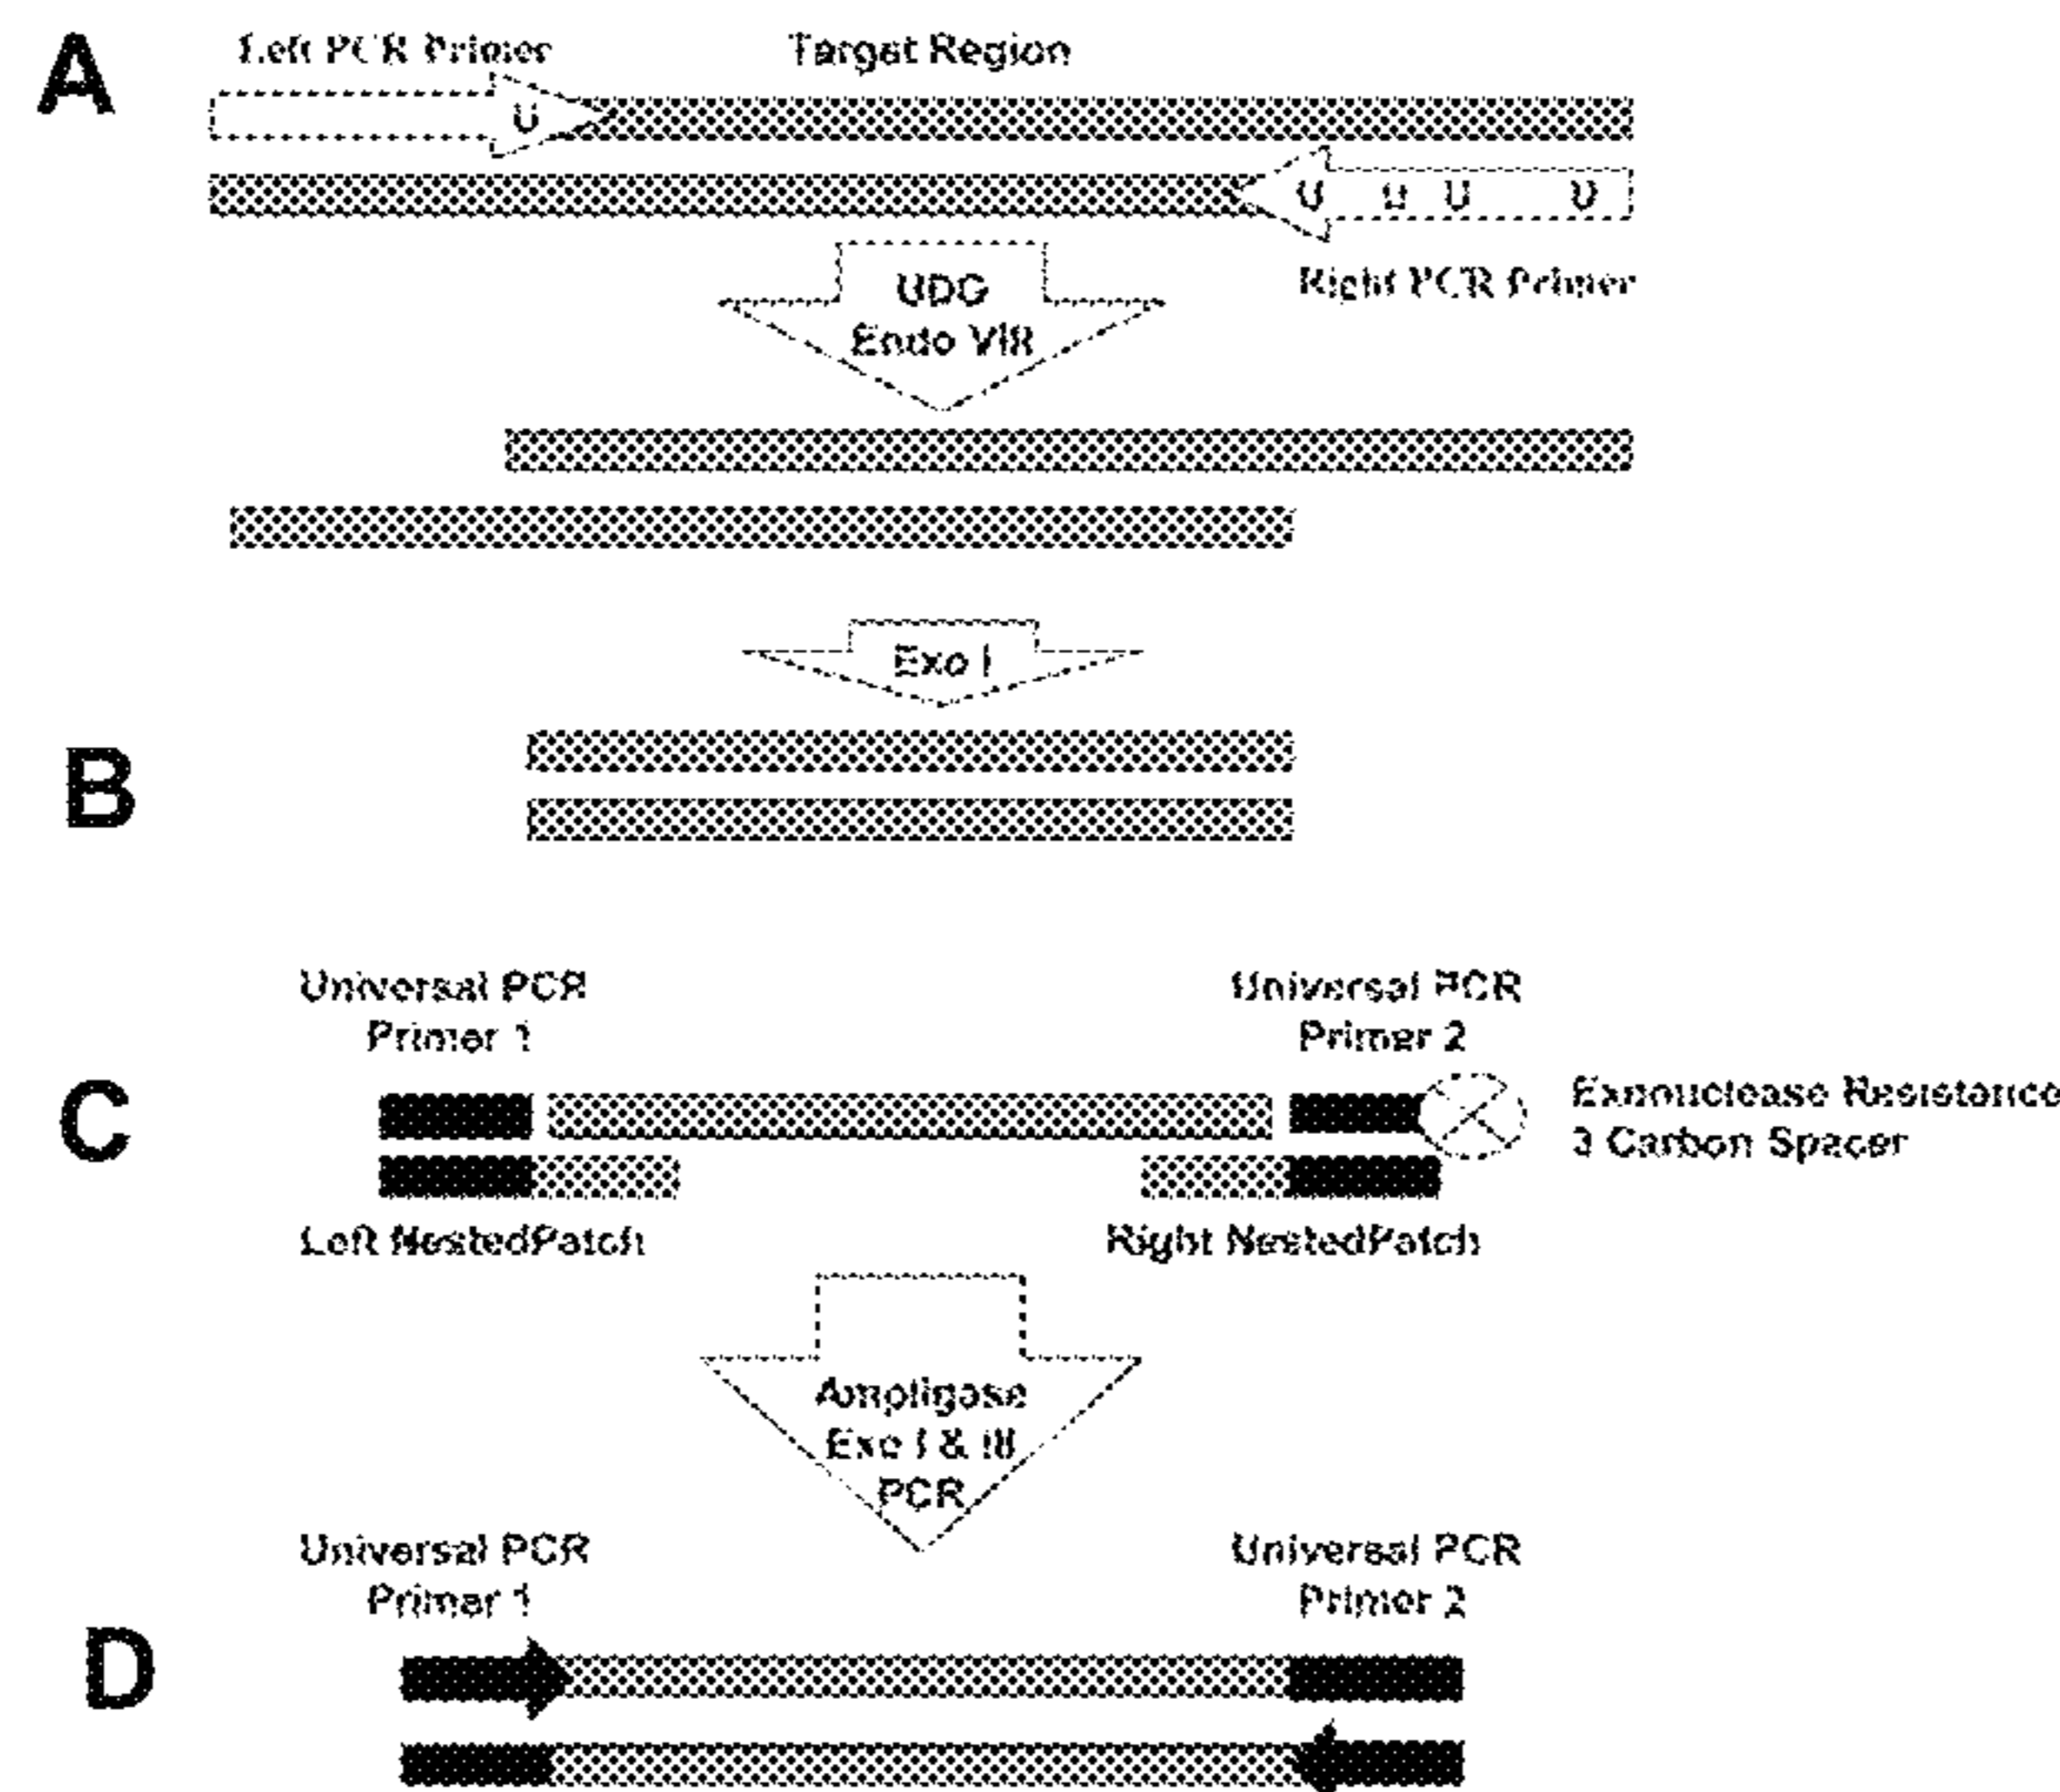 A
Left PCR Primer
Target Region
U
U U U U
Right PCR Primer
UDG
Endo VIII
Exo I
B
Universal PCR
Primer 1
Universal PCR
Primer 2
C
Exonuclease Resistance
3 Carbon Spacer
Left NestedPatch
Right NestedPatch
Ampligase
Exo I & III
PCR
Universal PCR
Primer 1
Universal PCR
Primer 2
D